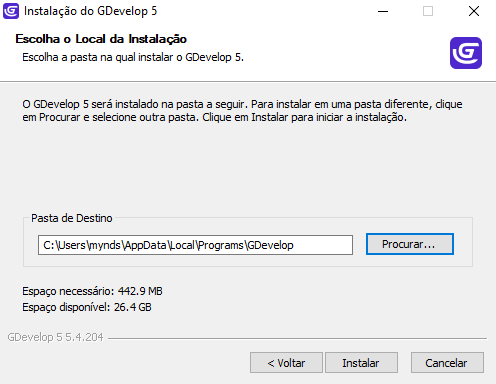 Instalação do GDevelop 5
Escolha o Local da Instalação
Escolha a pasta na qual instalar o GDevelop 5.
O GDevelop 5 será instalado na pasta a seguir. Para instalar em uma pasta diferente, clique
em Procurar e selecione outra pasta. Clique em Instalar para iniciar a instalação.
Pasta de Destino
C:\Users\mynds\AppData\Local\Programs\GDevelop
Procurar...
Espaço necessário: 442.9 MB
Espaço disponível: 26.4 GB
GDevelop 5 5.4.204
< Voltar
Instalar
Cancelar